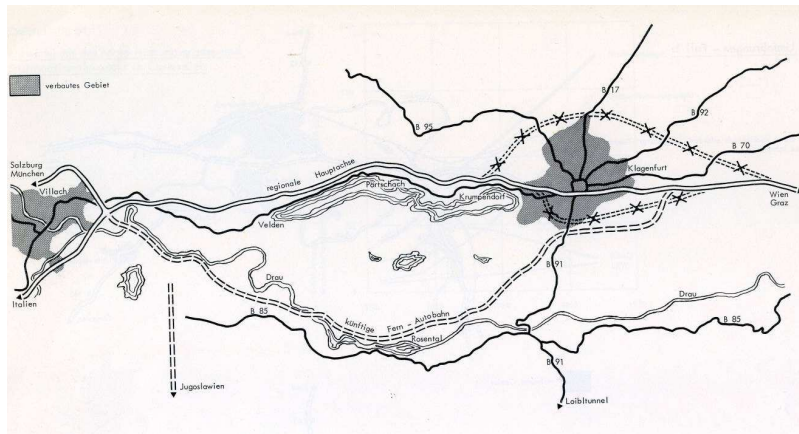 verbautes Gebiet
B 17
B 95
B 92
B 70
Salzburg
München
Villach
regionale Hauptachse
Pörtschach
Krumpendorf
Klagenfurt
Wien
Graz
Velden
Italien
Drau
B 91
künftige Fern - Autobahn
Drau
B 85
Rosental
B 85
B 91
Jugoslawien
Loibltunnel